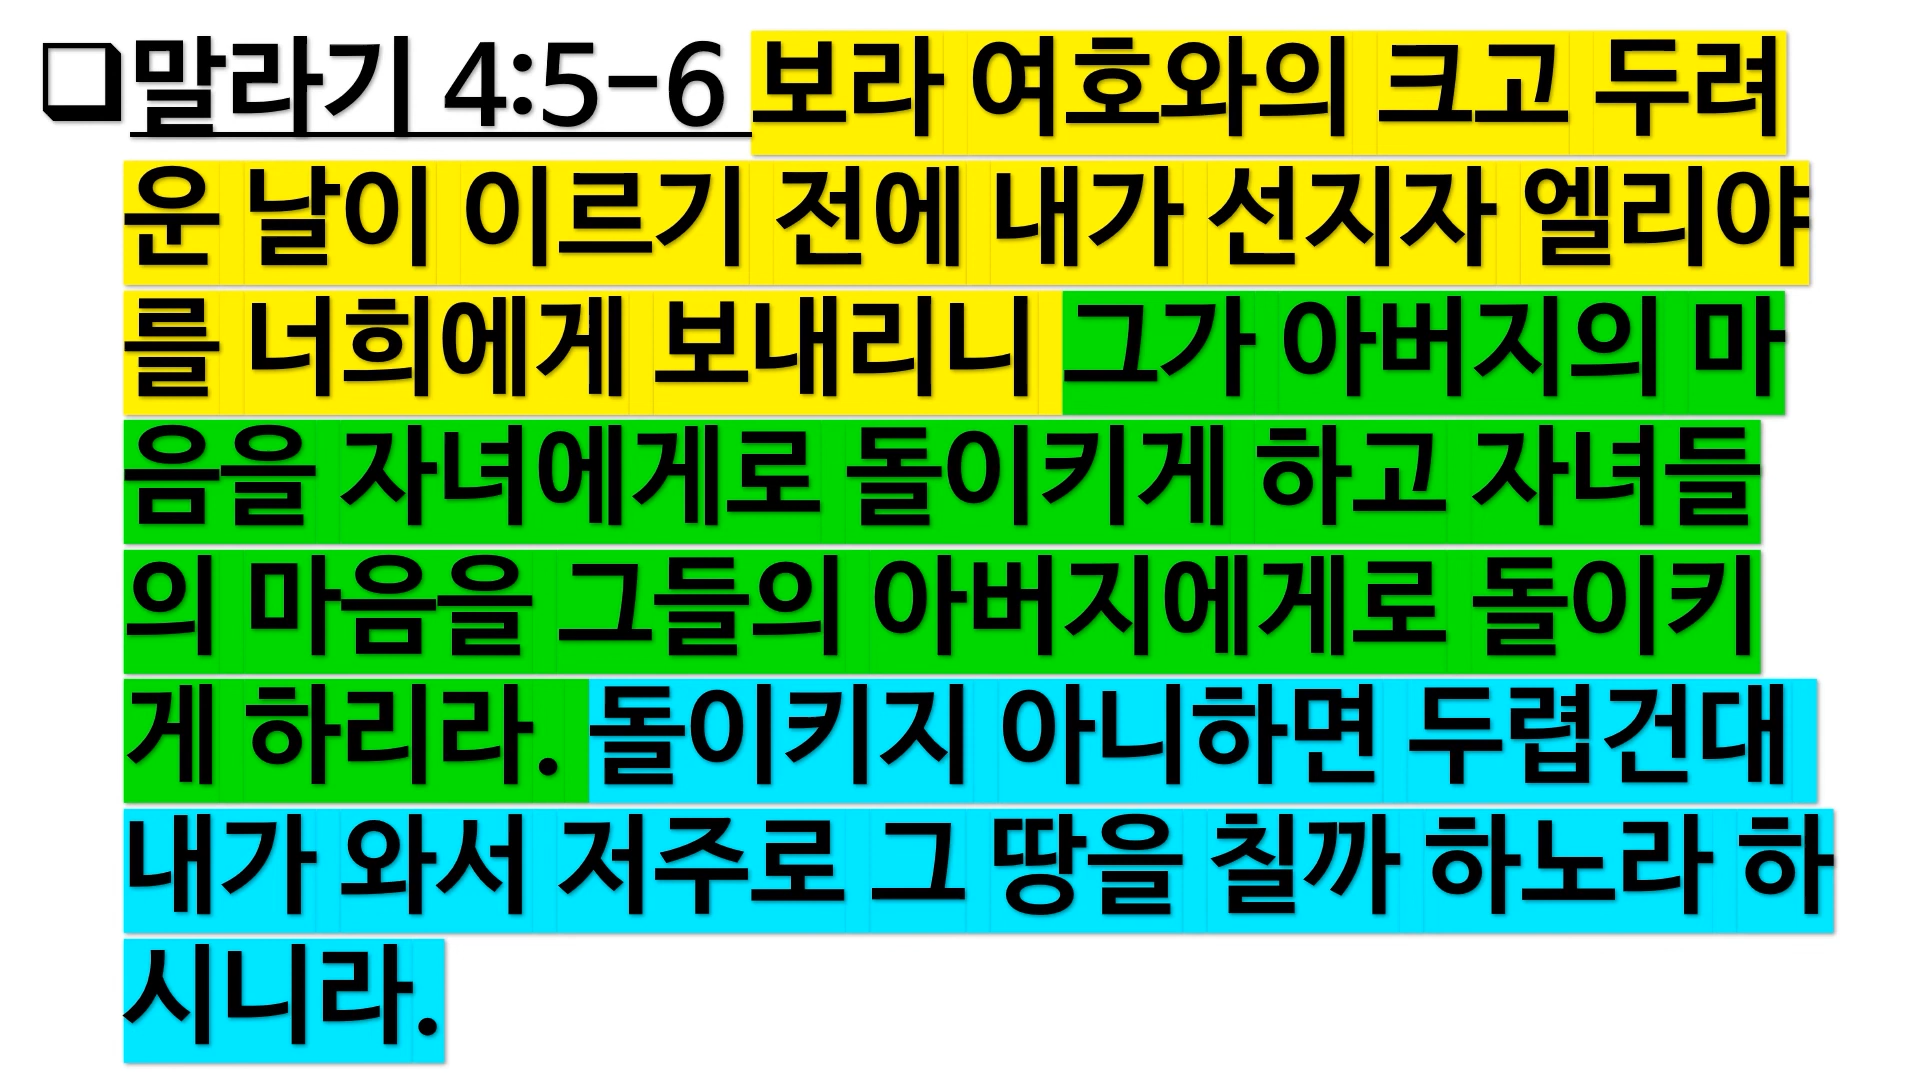 ❑말라기 4:5-6 보라 여호와의 크고 두려
운 날이 이르기 전에 내가 선지자 엘리야
를 너희에게 보내리니 그가 아버지의 마
음을 자녀에게로 돌이키게 하고 자녀들
의 마음을 그들의 아버지에게로 돌이키
게 하리라. 돌이키지 아니하면 두렵건대
내가 와서 저주로 그 땅을 칠까 하노라 하
시니라.